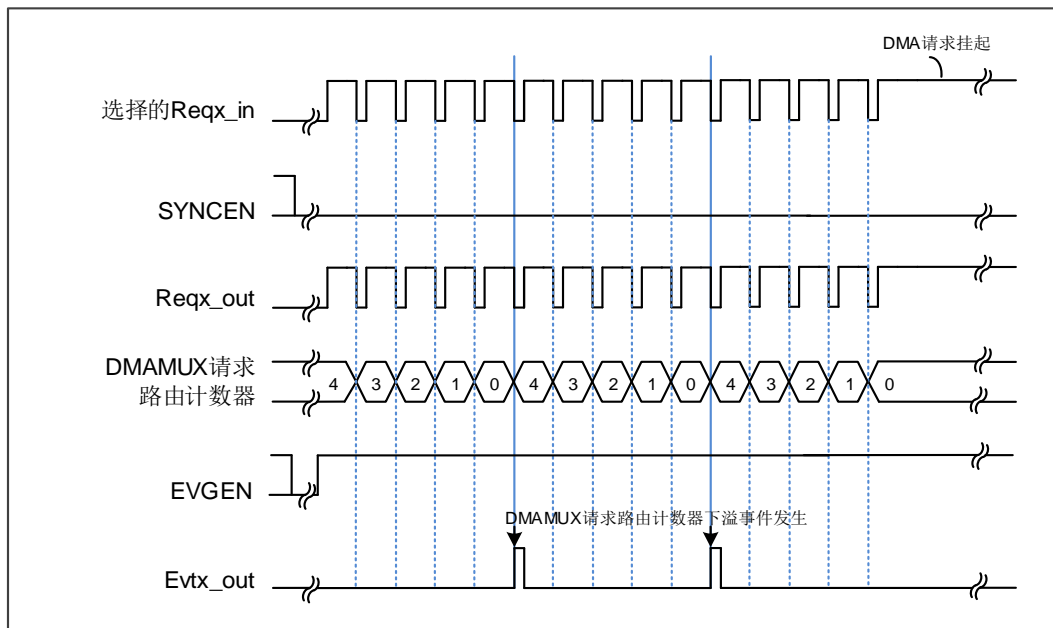 DMA请求挂起
选择的Reqx_in
SYNCEN
Reqx_out
DMAMUX请求
路由计数器
4 3 2 1 0 4 3 2 1 0 4 3 2 1 0
EVGEN
DMAMUX请求路由计数器下溢事件发生
Evtx_out